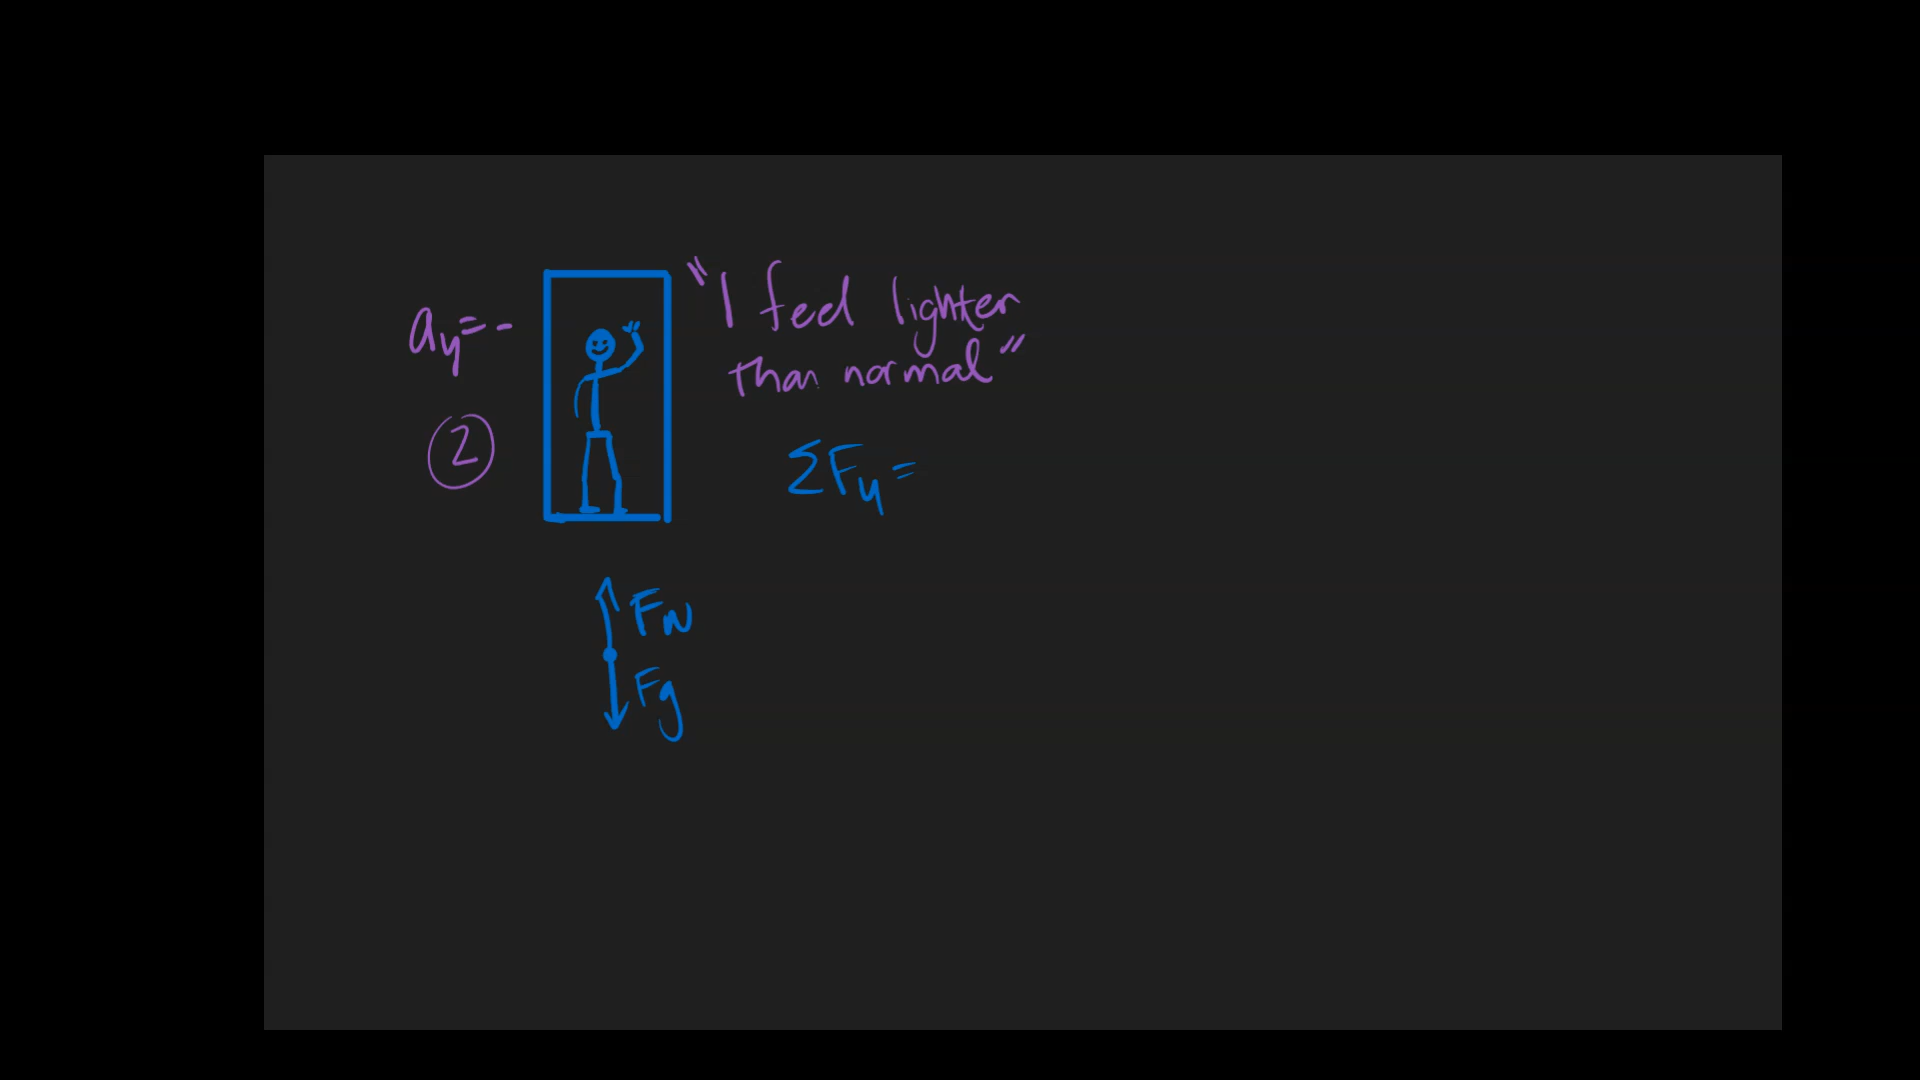 "I feel lighter
than normal"
ay = -
2
ΣFy =
FN
Fg